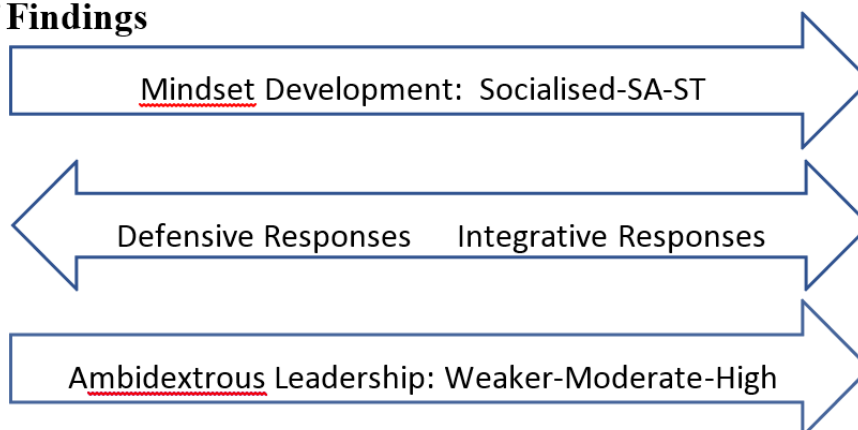 Findings
Mindset Development: Socialised-SA-ST
Defensive Responses Integrative Responses
Ambidextrous Leadership: Weaker-Moderate-High